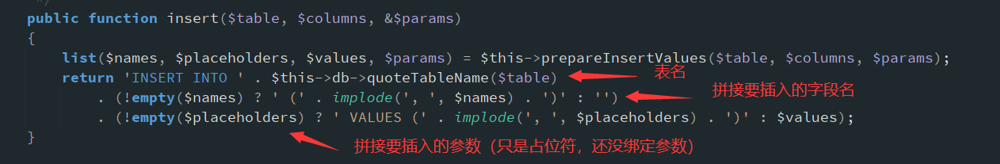 */
public function insert($table, $columns, &$params)
{
list($names, $placeholders, $values, $params) = $this->prepareInsertValues($table, $columns, $params);
return 'INSERT INTO ' . $this->db->quoteTableName($table)
表名
. (!empty($names) ? ' (' . implode(', ', $names) . ')' : '')
拼接要插入的字段名
. (!empty($placeholders) ? ' VALUES (' . implode(', ', $placeholders) . ')' : $values);
}
拼接要插入的参数（只是占位符，还没绑定参数）